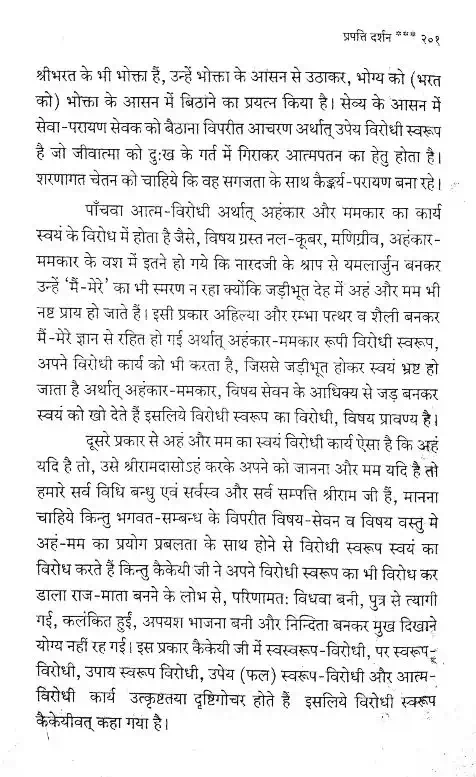 प्रपत्ति दर्शन *** २०१
श्रीभरत के भी भोक्ता हैं, उन्हें भोक्ता के आसन से उठाकर, भोग्य को (भरत
को) भोक्ता के आसन में बिठाने का प्रयत्न किया है। सेव्य के आसन में
सेवा-परायण सेवक को बैठाना विपरीत आचरण अर्थात् उपेय विरोधी स्वरूप
है जो जीवात्मा को दुःख के गर्त में गिराकर आत्मपतन का हेतु होता है।
शरणागत चेतन को चाहिये कि वह सगजता के साथ कैङ्कर्य-परायण बना रहे।
पाँचवा आत्म-विरोधी अर्थात् अहंकार और ममकार का कार्य
स्वयं के विरोध में होता है जैसे, विषय ग्रस्त नल-कूबर, मणिग्रीव, अहंकार-
ममकार के वश में इतने हो गये कि नारदजी के श्राप से यमलार्जुन बनकर
उन्हें 'मैं-मेरे' का भी स्मरण न रहा क्योंकि जड़ीभूत देह में अहं और मम भी
नष्ट प्राय हो जाते हैं। इसी प्रकार अहिल्या और रम्भा पत्थर व शैली बनकर
मैं-मेरे ज्ञान से रहित हो गई अर्थात् अहंकार-ममकार रूपी विरोधी स्वरूप,
अपने विरोधी कार्य को भी करता है, जिससे जड़ीभूत होकर स्वयं भ्रष्ट हो
जाता है अर्थात् अहंकार-ममकार, विषय सेवन के आधिक्य से जड़ बनकर
स्वयं को खो देते हैं इसलिये विरोधी स्वरूप का विरोधी, विषय प्रावण्य है।
दूसरे प्रकार से अहं और मम का स्वयं विरोधी कार्य ऐसा है कि अहं
यदि है तो, उसे श्रीरामदासोऽहं करके अपने को जानना और मम यदि है तो
हमारे सर्व विधि बन्धु एवं सर्वस्व और सर्व सम्पत्ति श्रीराम जी हैं, मानना
चाहिये किन्तु भगवत-सम्बन्ध के विपरीत विषय-सेवन व विषय वस्तु मे
अहं-मम का प्रयोग प्रबलता के साथ होने से विरोधी स्वरूप स्वयं का
विरोध करते हैं किन्तु कैकेयी जी ने अपने विरोधी स्वरूप का भी विरोध कर
डाला राज-माता बनने के लोभ से, परिणामतः विधवा बनी, पुत्र से त्यागी
गई, कलंकित हुईं, अपयश भाजना बनी और निन्दिता बनकर मुख दिखाने
योग्य नहीं रह गई। इस प्रकार कैकेयी जी में स्वस्वरूप-विरोधी, पर स्वरूप-
विरोधी, उपाय स्वरूप विरोधी, उपेय (फल) स्वरूप-विरोधी और आत्म-
विरोधी कार्य उत्कृष्टतया दृष्टिगोचर होते हैं इसलिये विरोधी स्वरूप
कैकेयीवत् कहा गया है।